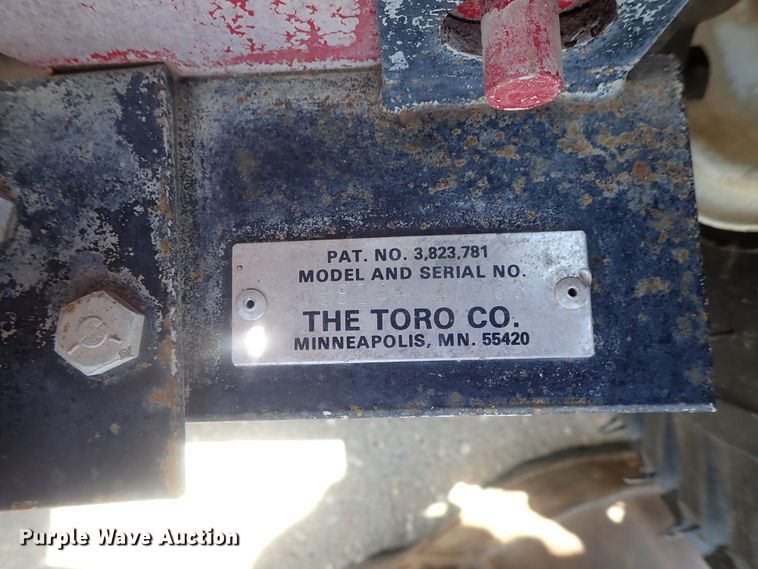 PAT. NO. 3,823,781
MODEL AND SERIAL NO.
THE TORO CO.
MINNEAPOLIS, MN. 55420
Purple Wave Auction